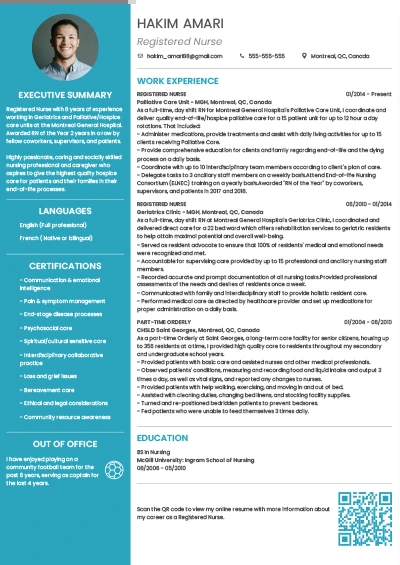 HAKIM AMARI
Registered Nurse
hakim_amari88@gmail.com
555-555-555
Montreal, QC, Canada
EXECUTIVE SUMMARY
Registered Nurse with 8 years of experience
working in Geriatrics and Palliative/Hospice
care units at the Montreal General Hospital.
Awarded RN of the Year 2 years in a row by
fellow coworkers, supervisors, and patients.
Highly passionate, caring and socially skilled
nursing professional and caregiver who
aspires to give the highest quality hospice
care for patients and their families in their
end-of-life processes.
LANGUAGES
English (Full professional)
French ( Native or bilingual)
CERTIFICATIONS
- Communication & emotional
intelligence
- Pain & symptom management
- End-stage disease processes
- Psychosocial care
- Spiritual/cultural sensitive care
- Interdisciplinary collaborative
practice
- Loss and grief issues
- Bereavement care
- Ethical and legal considerations
- Community resource awareness
OUT OF OFFICE
I have enjoyed playing on a
community football team for the
past 6 years, serving as captain for
the last 4 years.
WORK EXPERIENCE
REGISTERED NURSE 01/2014 - Present
Palliative Care Unit - MGH, Montreal, QC, Canada
As a full-time, day shift RN for Montreal General Hospital's Palliative Care Unit, I coordinate and
deliver quality end-of-life/hospice palliative care for a 15 patient unit for up to 12 hour a day
rotations. That included
- Administer medications, provide treatments and assist with daily living activities for up to 15
clients receiving Palliative Care.
- Provide comprehensive education for clients and family regarding end-of-life and the dying
process on a daily basis.
- Coordinate with up to 10 interdisciplinary team members according to client's plan of care.
- Delegate tasks to 3 ancillary staff members on a weekly basis.Attend End-of-life Nursing
Consortium (ELNEC) training on a yearly basis.Awarded "RN of the Year" by coworkers,
supervisors, and patients in 2017 and 2018.
REGISTERED NURSE 08/2010 - 01/2014
Geriatrics Clinic - MGH, Montreal, QC, Canada
As a full-time, day shift RN at Montreal General Hospital's Geriatrics Clinic, I coordinated and
delivered direct care for a 22 bed ward which offers rehabilitation services to geriatric residents
to help attain maximal potential and overall well-being.
- Served as resident advocate to ensure that 100% of residents' medical and emotional needs
were recognised and met.
- Accountable for supervising care provided by up to 15 professional and ancillary nursing staff
members.
- Recorded accurate and prompt documentation of all nursing tasks.Provided professional
assessments of the needs and desires of residents once a week.
- Communicated with family and interdisciplinary staff to provide holistic resident care.
- Performed medical care as directed by healthcare provider and set up medications for
proper administration on a daily basis.
PART-TIME ORDERLY 01/2004 - 08/2010
CHSLD Saint Georges, Montreal, QC, Canada
As a part-time Orderly at Saint Georges, a long-term care facility for senior citizens, housing up
to 356 residents at a time, I provided high quality care to residents throughout my secondary
and undergraduate school years.
- Provided patients with basic care and assisted nurses and other medical professionals.
- Observed patients' conditions, measuring and recording food and liquid intake and output 3
times a day, as well as vital signs, and reported any changes to nurses.
- Provided patients with help walking, exercising, and moving in and out of bed.
- Assisted with cleaning duties, changing bed linens, and stocking facility supplies.
- Turned and re-positioned bedridden patients to prevent bedsores.
- Fed patients who were unable to feed themselves 3 times daily.
EDUCATION
BS in Nursing
McGill University: Ingram School of Nursing
08/2006 - 05/2010
Scan the QR code to view my online resume with more information about
my career as a Registered Nurse.